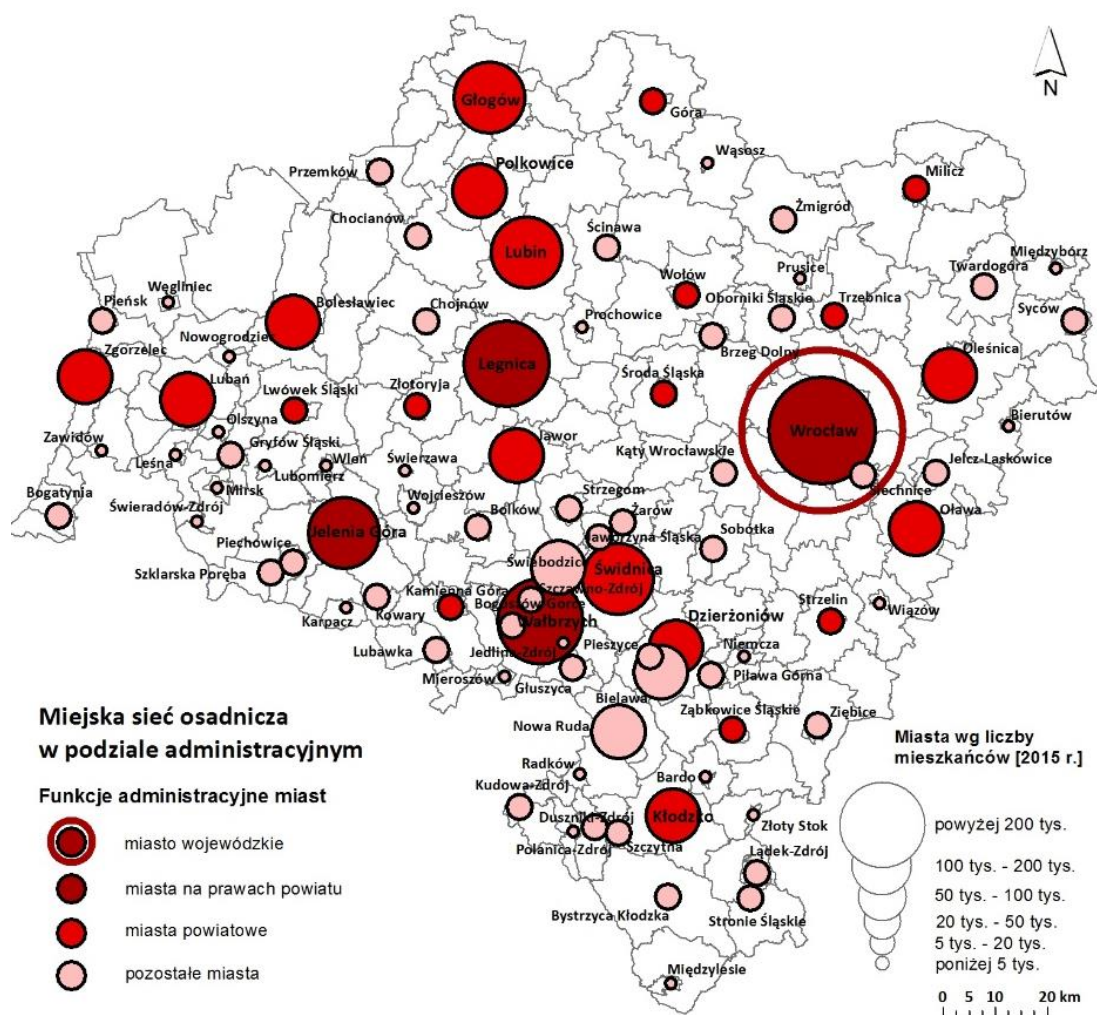 N
Głogów
Góra
Wąsosz
Polkowice
Przemków
Milicz
Chocianów
Żmigród
Ścinawa
Lubin
Międzybórz
Twardogóra
Prusice
Wołów
Węgliniec
Pieńsk
Bolesławiec
Chojnów
Oborniki Śląskie
Trzebnica
Syców
Prochowice
Nowogrodziec
Brzeg Dolny
Zgorzelec
Oleśnica
Legnica
Lubań
Lwówek Śląski
Złotoryja
Środa Śląska
Olszyna
Bierutów
Wrocław
Zawidów
Gryfów Śląski
Jawor
Kąty Wrocławskie
Leśna
Wleń
Świerzawa
Jelcz-Laskowice
Lubomierz
Siechnice
Bogatynia
Mirsk
Wojcieszów
Strzegom
Świeradów-Zdrój
Bolków
Żarów
Oława
Jelenia Góra
Sobótka
Jaworzyna Śląska
Piechowice
Świebodzice
Świdnica
Szklarska Poręba
Kamienna Góra
Szczawno-Zdrój
Boguszów-Gorce
Strzelin
Wiązów
Karpacz
Kowary
Wałbrzych
Dzierżoniów
Lubawka
Jedlina-Zdrój
Pieszyce
Niemcza
Mieroszów
Głuszyca
Piława Górna
Bielawa
Ząbkowice Śląskie
Ziębice
Nowa Ruda
Radków
Bardo
Kudowa-Zdrój
Duszniki-Zdrój
Kłodzko
Złoty Stok
Polanica-Zdrój
Szczytna
Lądek-Zdrój
Bystrzyca Kłodzka
Stronie Śląskie
Międzylesie
Miejska sieć osadnicza
w podziale administracyjnym
Funkcje administracyjne miast
miasto wojewódzkie
miasta na prawach powiatu
miasta powiatowe
pozostałe miasta
Miasta wg liczby
mieszkańców [2015 r.]
powyżej 200 tys.
100 tys. - 200 tys.
50 tys. - 100 tys.
20 tys. - 50 tys.
5 tys. - 20 tys.
poniżej 5 tys.
0 5 10 20 km